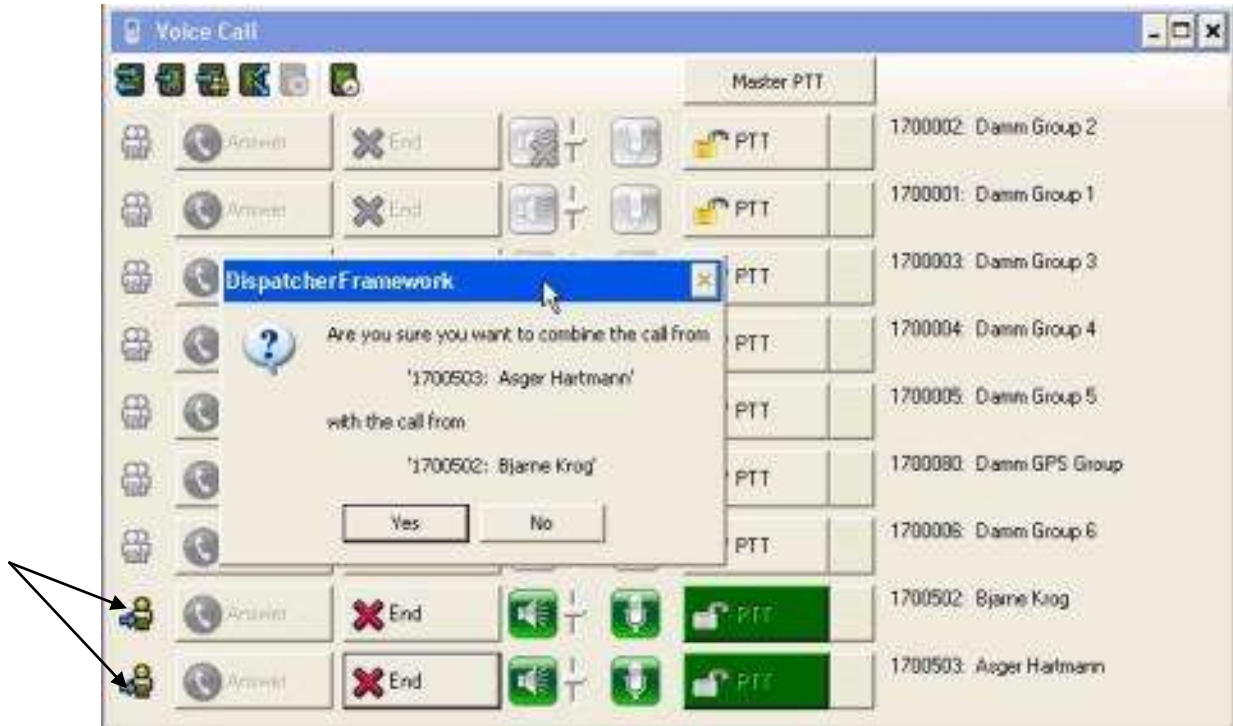 Voice Call
Master PTT
Answer End PTT 1700002: Damm Group 2
Answer End PTT 1700001: Damm Group 1
PTT 1700003: Damm Group 3
PTT 1700004: Damm Group 4
PTT 1700005: Damm Group 5
PTT 1700080: Damm GPS Group
PTT 1700006: Damm Group 6
DispatcherFramework
Are you sure you want to combine the call from
'1700503: Asger Hartmann'
with the call from
'1700502: Bjarne Krog'
Yes No
Answer End PTT 1700502: Bjarne Krog
Answer End PTT 1700503: Asger Hartmann